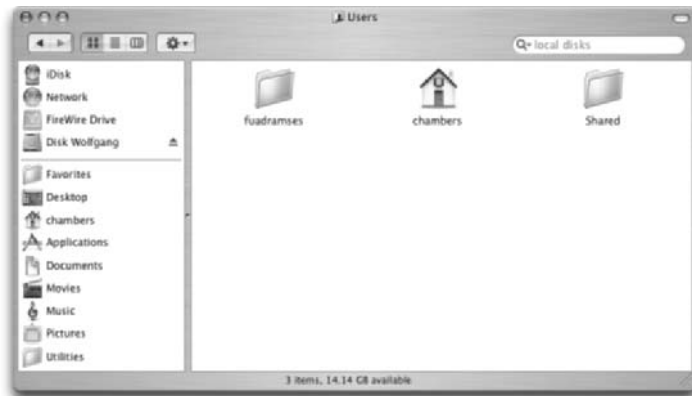 Users
local disks
iDisk
Network
FireWire Drive
Disk Wolfgang
Favorites
Desktop
chambers
Applications
Documents
Movies
Music
Pictures
Utilities
fuadramses
chambers
Shared
3 items, 14.14 GB available